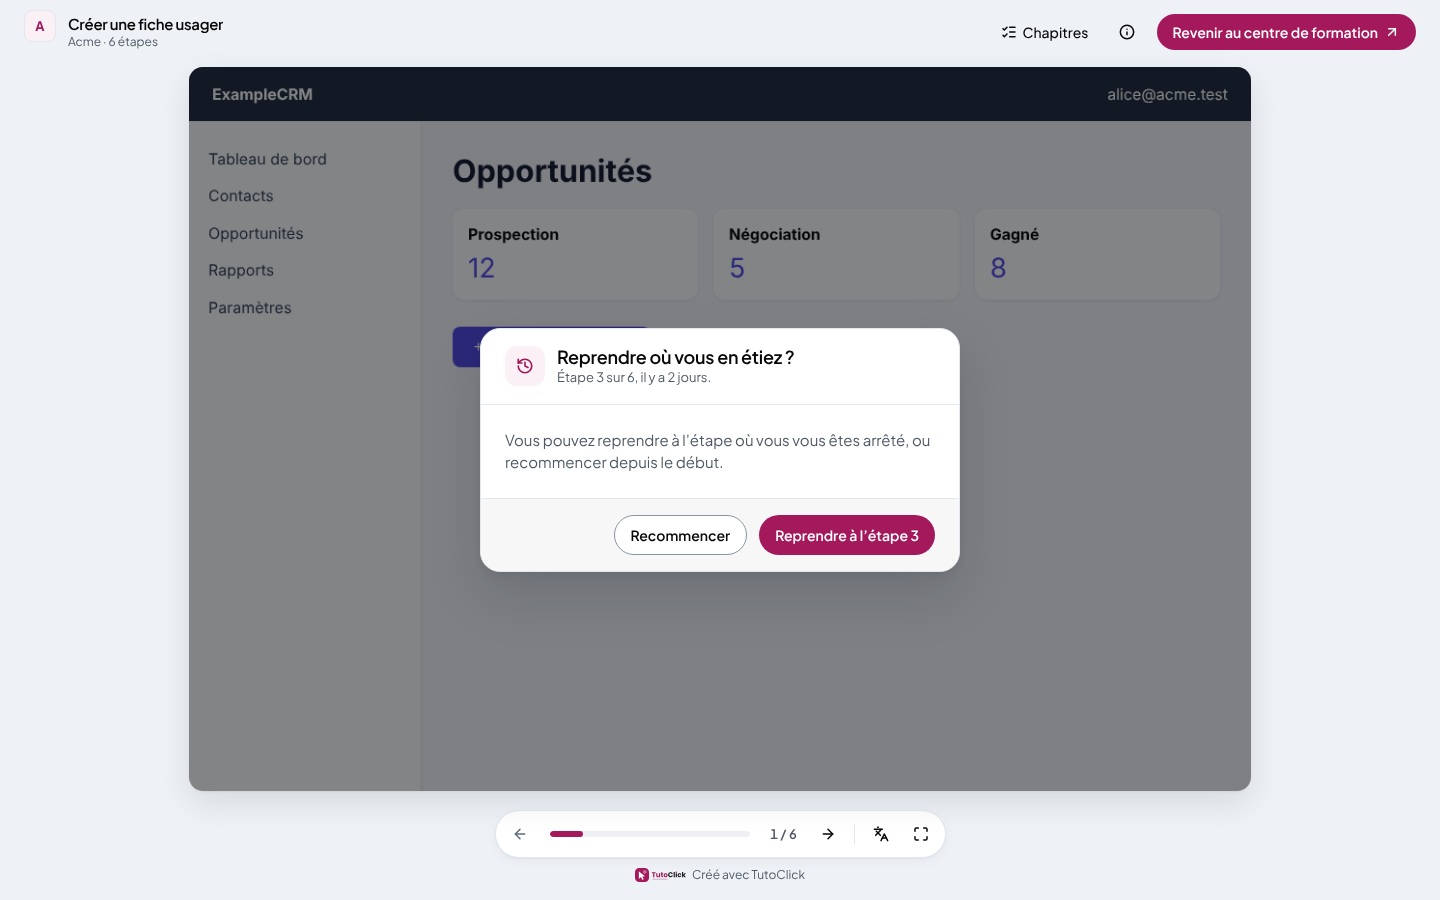 A
Créer une fiche usager
Acme · 6 étapes
Chapitres
Revenir au centre de formation
ExampleCRM
alice@acme.test
Tableau de bord
Contacts
Opportunités
Rapports
Paramètres
Opportunités
Prospection
12
Négociation
5
Gagné
8
+
Reprendre où vous en étiez ?
Étape 3 sur 6, il y a 2 jours.
Vous pouvez reprendre à l’étape où vous vous êtes arrêté, ou
recommencer depuis le début.
Recommencer
Reprendre à l’étape 3
1 / 6
TutoClick Créé avec TutoClick